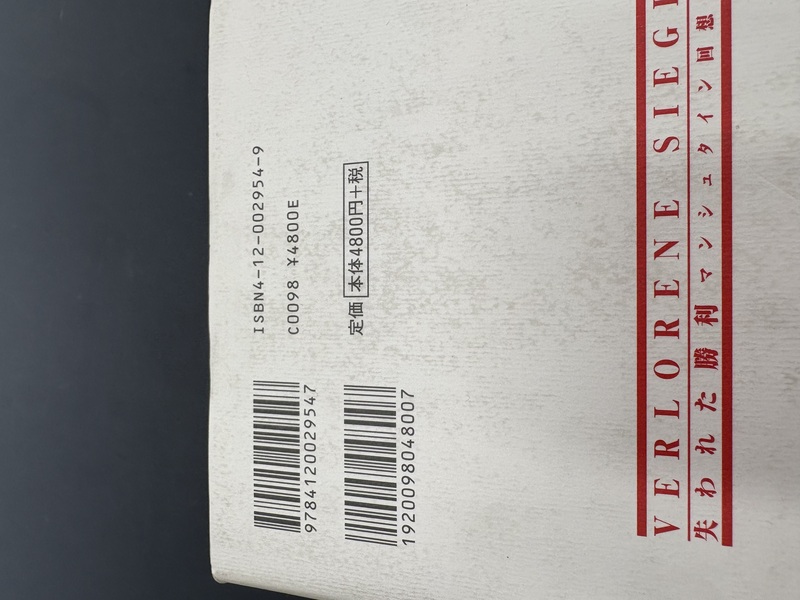 ISBN4-12-002954-9
C0098 ¥4800E
定価 本体4800円+税
9784120029547
1920098048007
VERLORENE SIEGE
失われた勝利 マンシュタイン回想